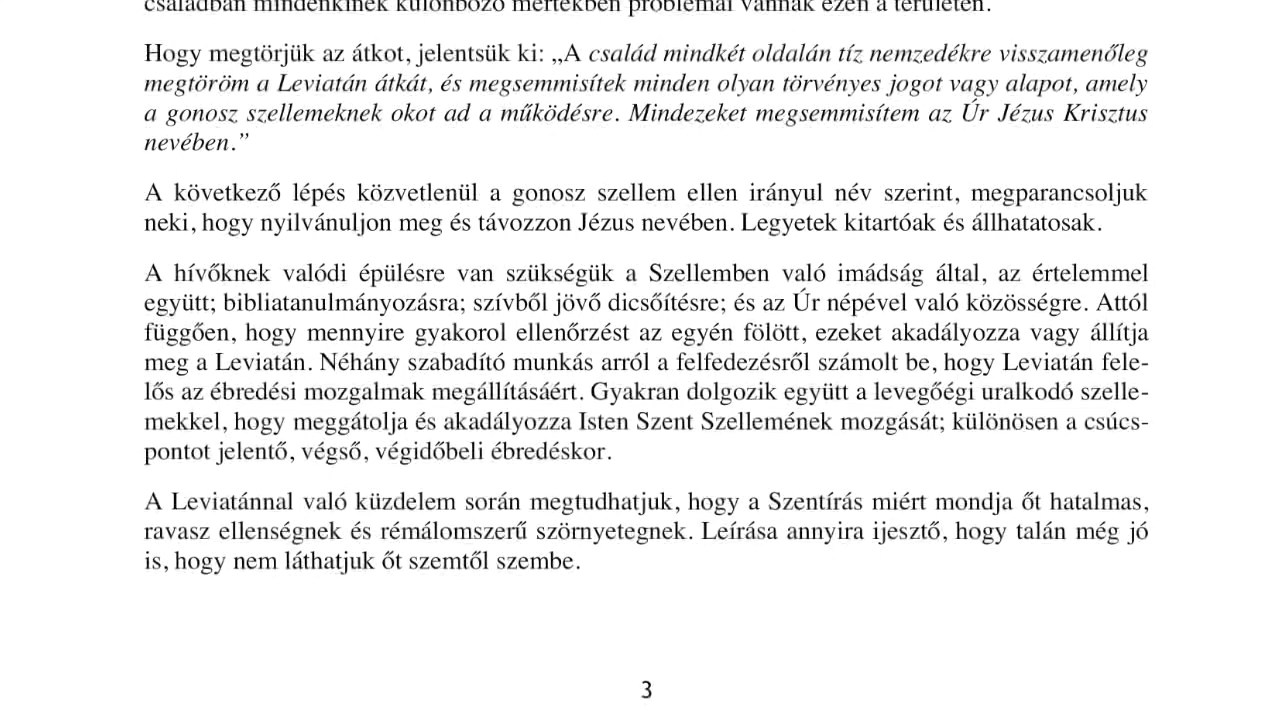 családban mindenkinek különböző mértékben problémái vannak ezen a területen.
Hogy megtörjük az átkot, jelentsük ki: „A család mindkét oldalán tíz nemzedékre visszamenőleg
megtöröm a Leviatán átkát, és megsemmisítek minden olyan törvényes jogot vagy alapot, amely
a gonosz szellemeknek okot ad a működésre. Mindezeket megsemmisítem az Úr Jézus Krisztus
nevében.”
A következő lépés közvetlenül a gonosz szellem ellen irányul név szerint, megparancsoljuk
neki, hogy nyilvánuljon meg és távozzon Jézus nevében. Legyetek kitartóak és állhatatosak.
A hívőknek valódi épülésre van szükségük a Szellemben való imádság által, az értelemmel
együtt; bibliatanulmányozásra; szívből jövő dicsőítésre; és az Úr népével való közösségre. Attól
függően, hogy mennyire gyakorol ellenőrzést az egyén fölött, ezeket akadályozza vagy állítja
meg a Leviatán. Néhány szabadító munkás arról a felfedezésről számolt be, hogy Leviatán fele-
lős az ébredési mozgalmak megállításáért. Gyakran dolgozik együtt a levegőégi uralkodó szelle-
mekkel, hogy meggátolja és akadályozza Isten Szent Szellemének mozgását; különösen a csúcs-
pontot jelentő, végső, végidőbeli ébredéskor.
A Leviatánnal való küzdelem során megtudhatjuk, hogy a Szentírás miért mondja őt hatalmas,
ravasz ellenségnek és rémálomszerű szörnyetegnek. Leírása annyira ijesztő, hogy talán még jó
is, hogy nem láthatjuk őt szemtől szembe.
3